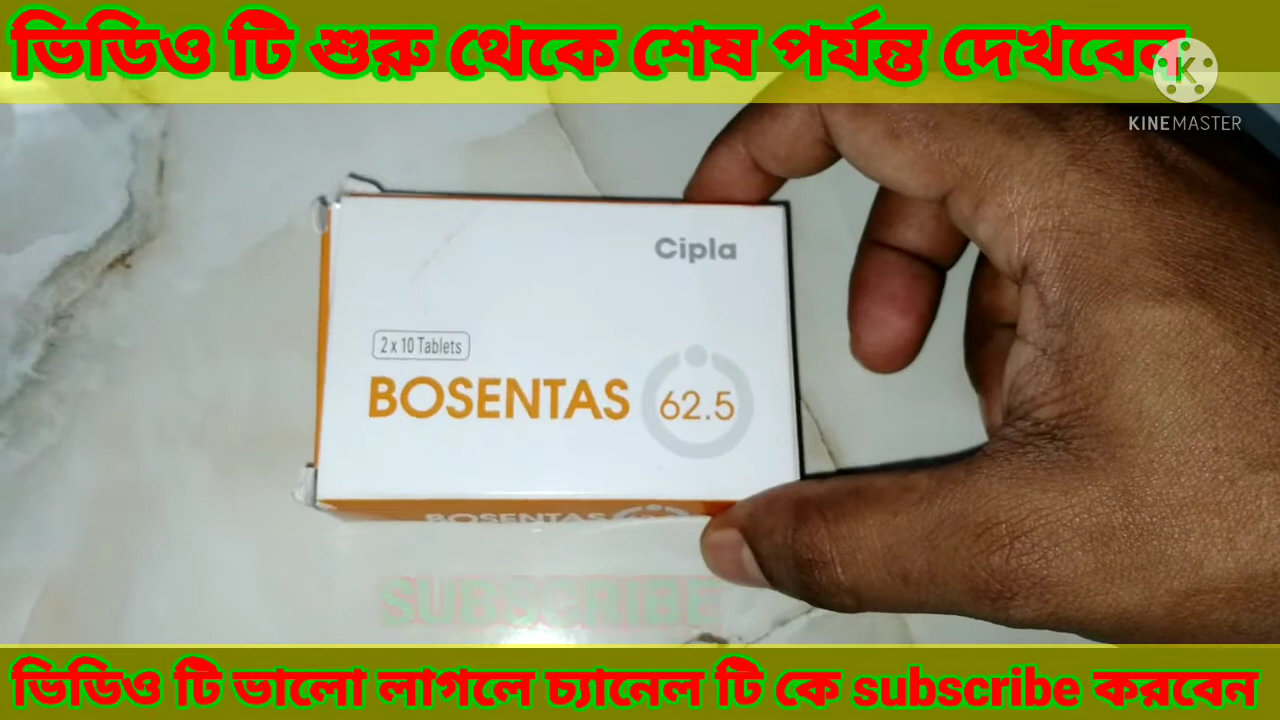 ভিডিও টি শুরু থেকে শেষ পর্যন্ত দেখবেন
KINEMASTER
Cipla
2 x 10 Tablets
BOSENTAS 62.5
BOSENTAS
SUBSCRIBE
ভিডিও টি ভালো লাগলে চ্যানেল টি কে subscribe করবেন